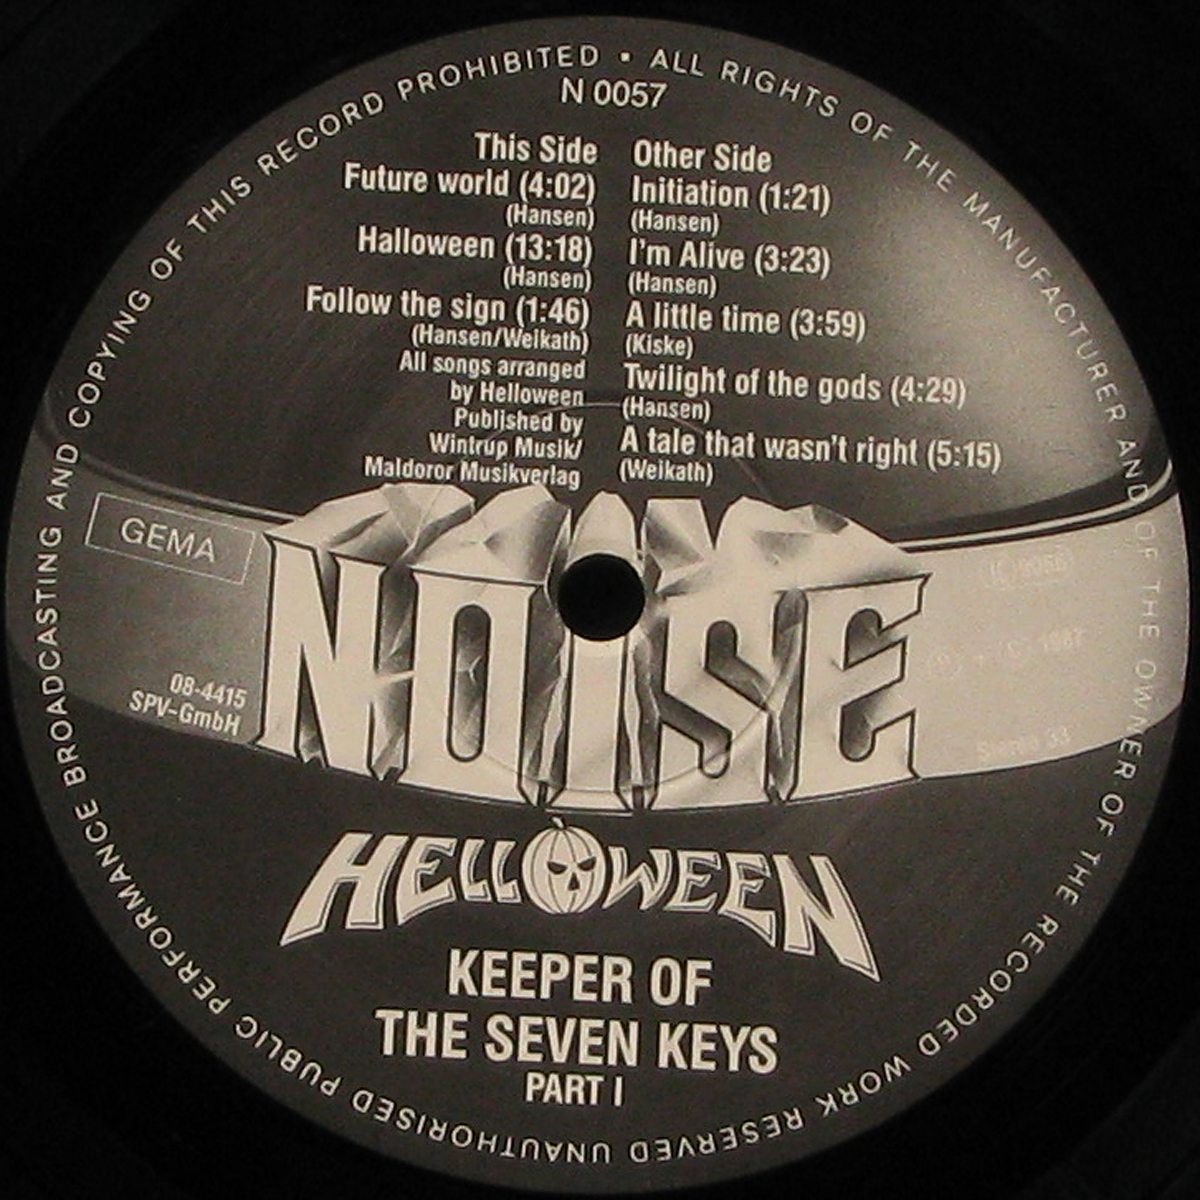 ALL RIGHTS OF THE MANUFACTURER AND OF THE OWNER OF THE RECORDED WORK RESERVED UNAUTHORISED PUBLIC PERFORMANCE BROADCASTING AND COPYING OF THIS RECORD PROHIBITED •
N 0057
This Side
Future world (4:02)
(Hansen)
Halloween (13:18)
(Hansen)
Follow the sign (1:46)
(Hansen/Weikath)
All songs arranged
by Helloween
Published by
Wintrup Musik/
Maldoror Musikverlag
Other Side
Initiation (1:21)
(Hansen)
I'm Alive (3:23)
(Hansen)
A little time (3:59)
(Kiske)
Twilight of the gods (4:29)
(Hansen)
A tale that wasn't right (5:15)
(Weikath)
GEMA
08-4415
SPV-GmbH
NOISE
Stereo 33
HELLOWEEN
KEEPER OF
THE SEVEN KEYS
PART I